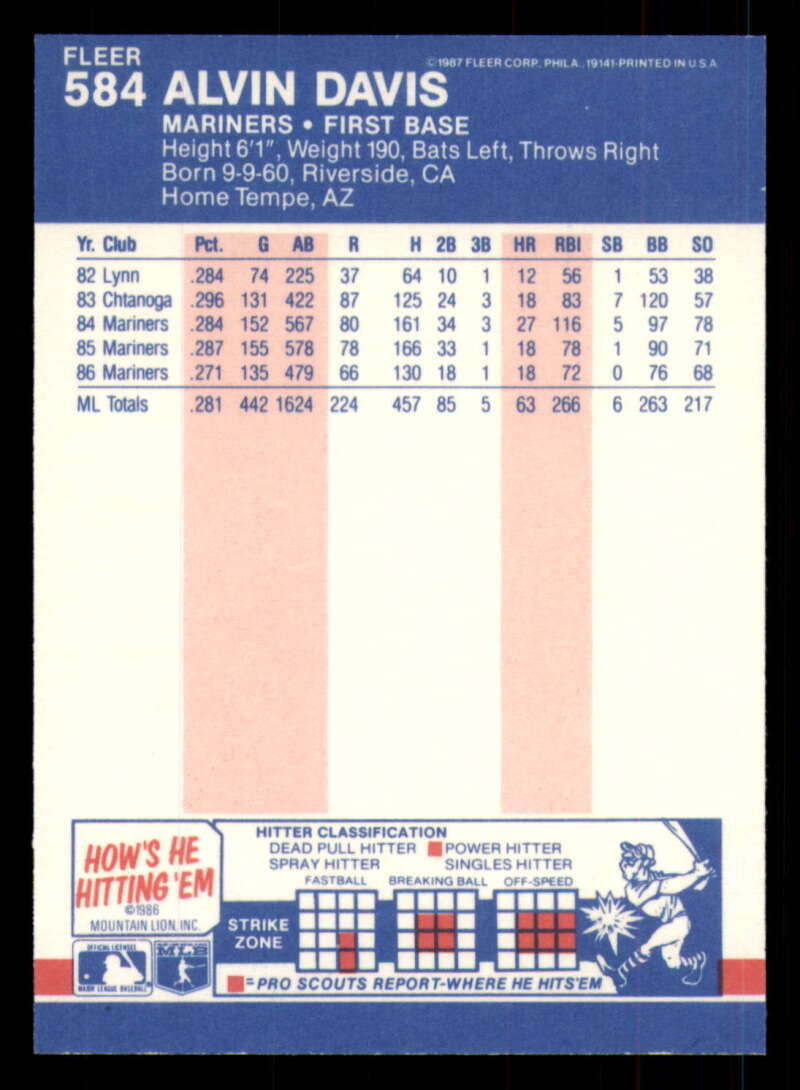 FLEER
©1987 FLEER CORP., PHILA., 19141-PRINTED IN U.S.A.
584 ALVIN DAVIS
MARINERS • FIRST BASE
Height 6'1", Weight 190, Bats Left, Throws Right
Born 9-9-60, Riverside, CA
Home Tempe, AZ
Yr. Club Pct. G AB R H 2B 3B HR RBI SB BB SO
82 Lynn .284 74 225 37 64 10 1 12 56 1 53 38
83 Chtanoga .296 131 422 87 125 24 3 18 83 7 120 57
84 Mariners .284 152 567 80 161 34 3 27 116 5 97 78
85 Mariners .287 155 578 78 166 33 1 18 78 1 90 71
86 Mariners .271 135 479 66 130 18 1 18 72 0 76 68
ML Totals .281 442 1624 224 457 85 5 63 266 6 263 217
HOW'S HE
HITTING 'EM
©1986
MOUNTAIN LION, INC.
HITTER CLASSIFICATION
DEAD PULL HITTER POWER HITTER
SPRAY HITTER SINGLES HITTER
FASTBALL BREAKING BALL OFF-SPEED
STRIKE
ZONE
=PRO SCOUTS REPORT-WHERE HE HITS'EM
OFFICIAL LICENSEE
MAJOR LEAGUE BASEBALL
MLB